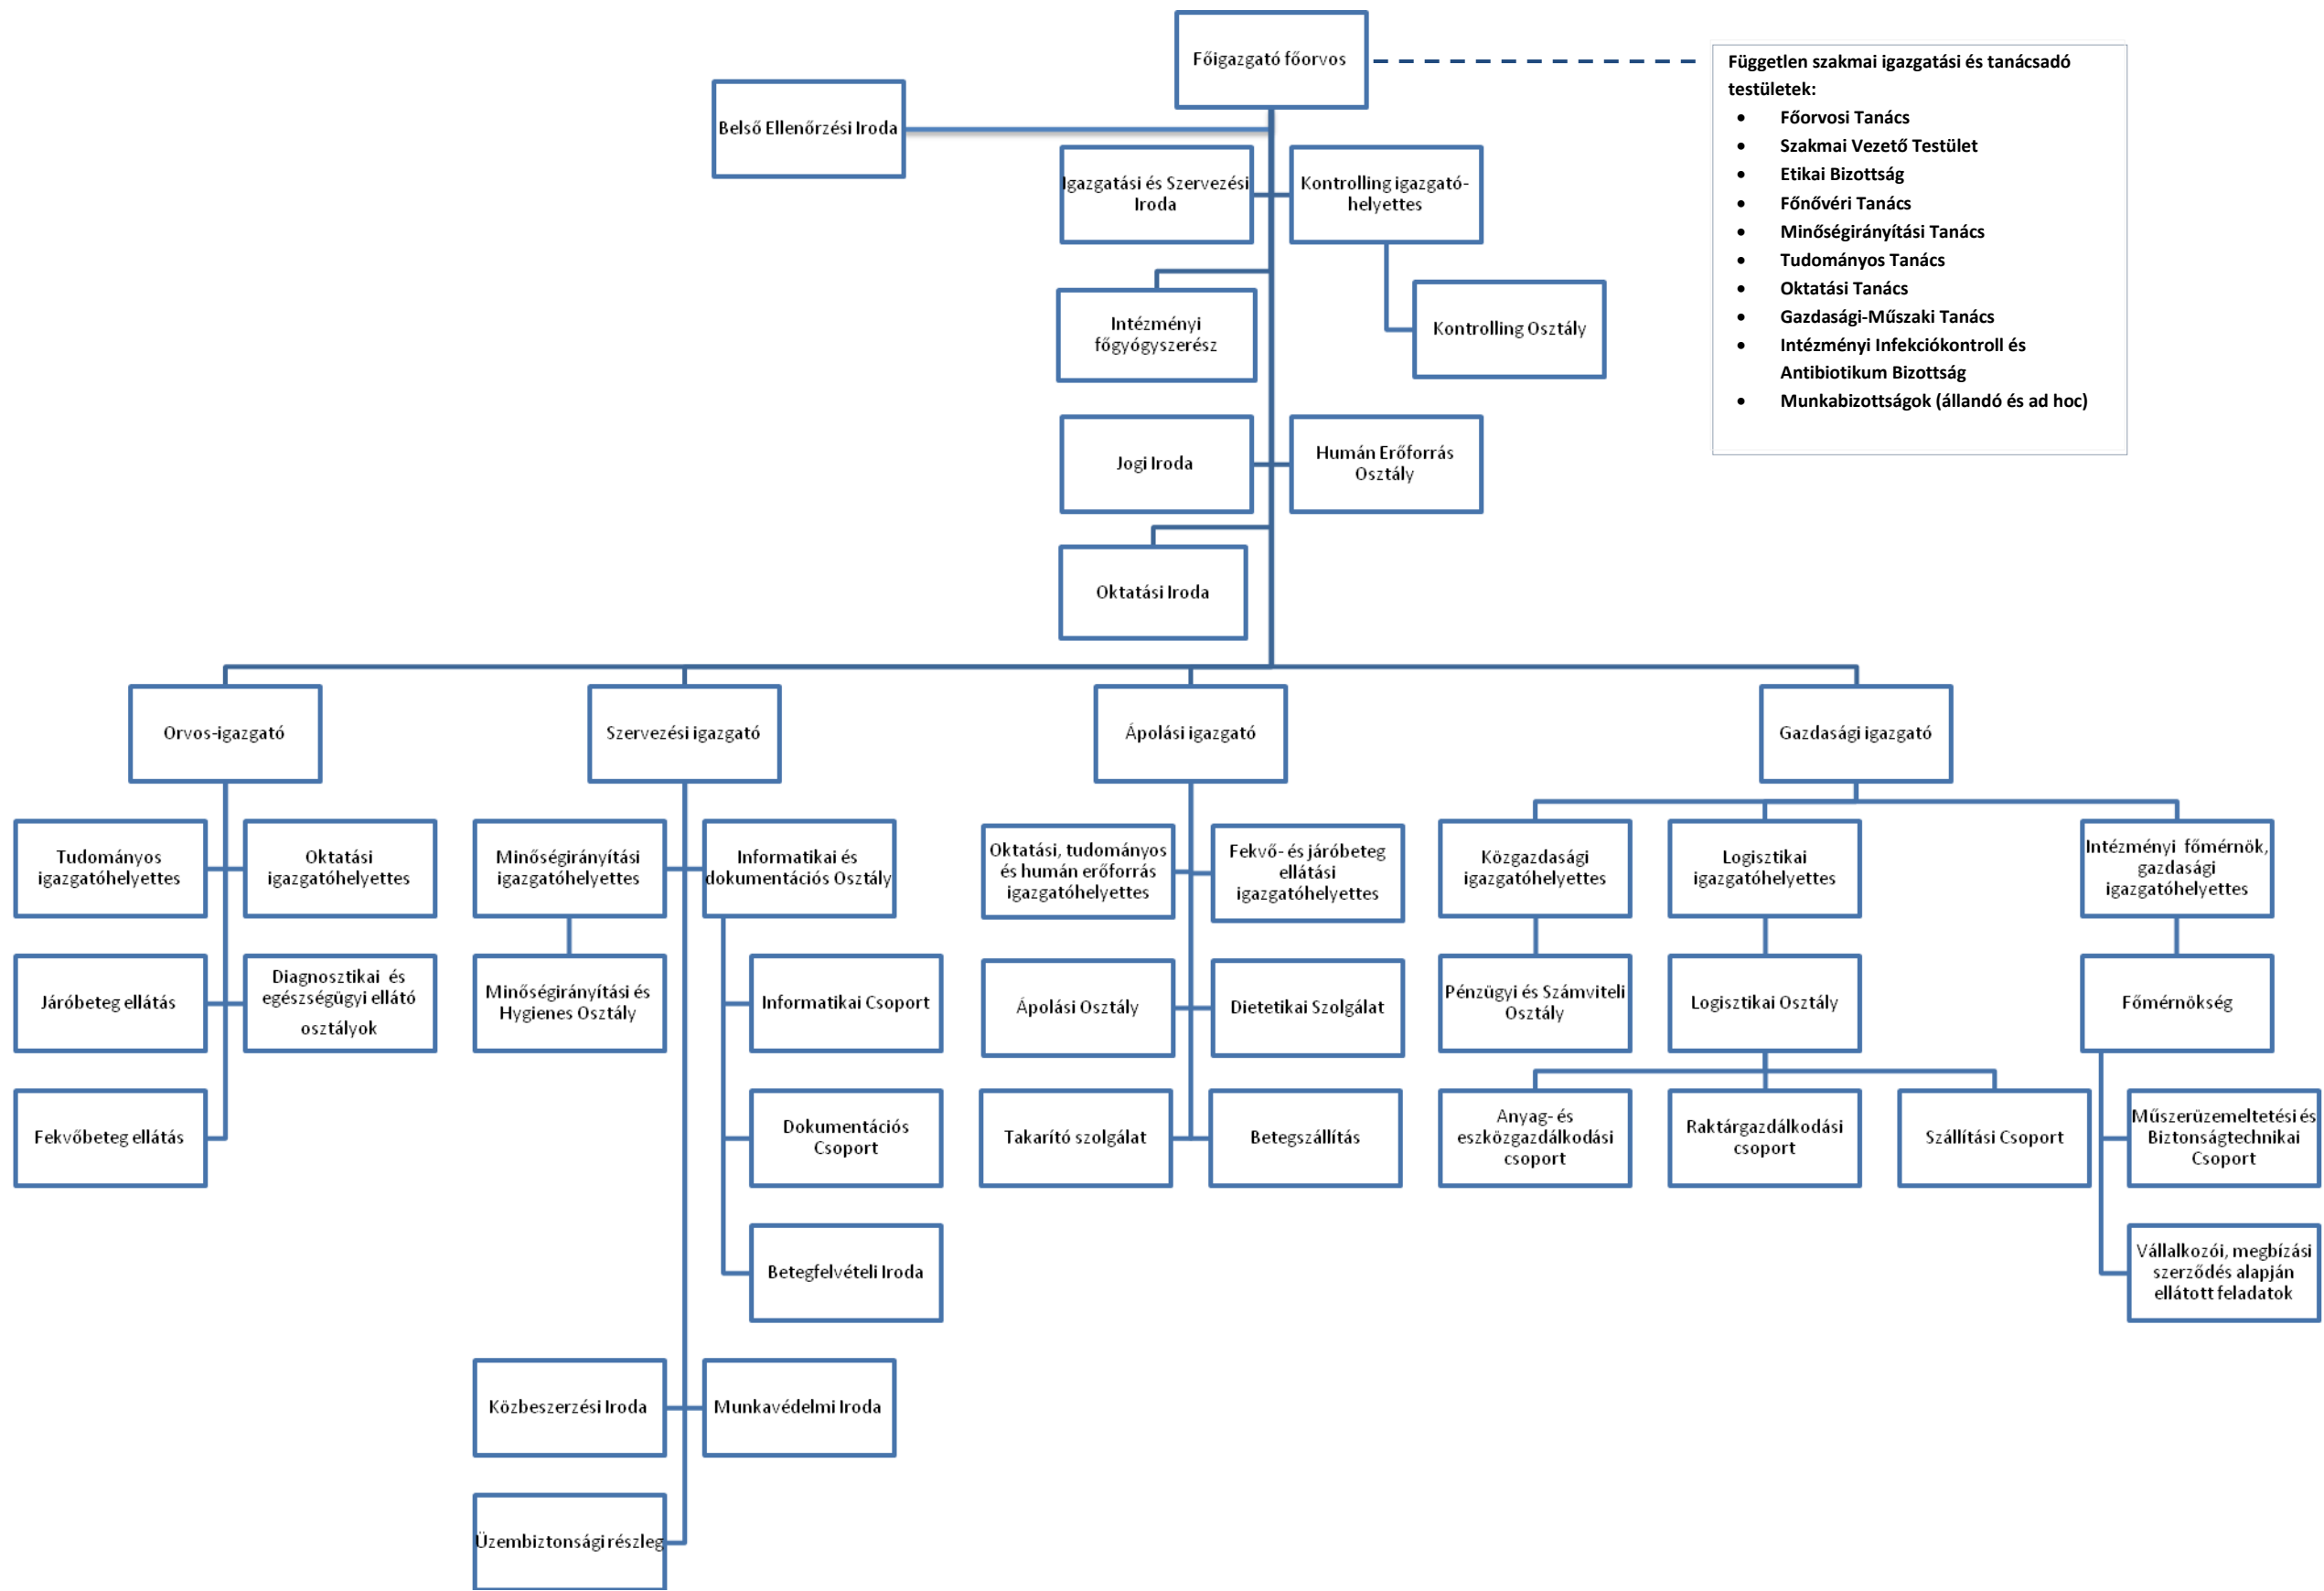 Főigazgató főorvos
Független szakmai igazgatási és tanácsadó
testületek:
• Főorvosi Tanács
• Szakmai Vezető Testület
• Etikai Bizottság
• Főnővéri Tanács
• Minőségirányítási Tanács
• Tudományos Tanács
• Oktatási Tanács
• Gazdasági-Műszaki Tanács
• Intézményi Infekciókontroll és
Antibiotikum Bizottság
• Munkabizottságok (állandó és ad hoc)
Belső Ellenőrzési Iroda
Igazgatási és Szervezési
Iroda
Kontrolling igazgató-
helyettes
Intézményi
főgyógyszerész
Kontrolling Osztály
Jogi Iroda
Humán Erőforrás
Osztály
Oktatási Iroda
Orvos-igazgató
Szervezési igazgató
Ápolási igazgató
Gazdasági igazgató
Tudományos
igazgatóhelyettes
Oktatási
igazgatóhelyettes
Minőségirányítási
igazgatóhelyettes
Informatikai és
dokumentációs Osztály
Oktatási, tudományos
és humán erőforrás
igazgatóhelyettes
Fekvő- és járóbeteg
ellátási
igazgatóhelyettes
Közgazdasági
igazgatóhelyettes
Logisztikai
igazgatóhelyettes
Intézményi főmérnök,
gazdasági
igazgatóhelyettes
Járóbeteg ellátás
Diagnosztikai és
egészségügyi ellátó
osztályok
Minőségirányítási és
Hygienes Osztály
Informatikai Csoport
Ápolási Osztály
Dietetikai Szolgálat
Pénzügyi és Számviteli
Osztály
Logisztikai Osztály
Főmérnökség
Fekvőbeteg ellátás
Dokumentációs
Csoport
Takarító szolgálat
Betegszállítás
Anyag- és
eszközgazdálkodási
csoport
Raktárgazdálkodási
csoport
Szállítási Csoport
Műszerüzemeltetési és
Biztonságtechnikai
Csoport
Betegfelvételi Iroda
Vállalkozói, megbízási
szerződés alapján
ellátott feladatok
Közbeszerzési Iroda
Munkavédelmi Iroda
Üzembiztonsági részleg